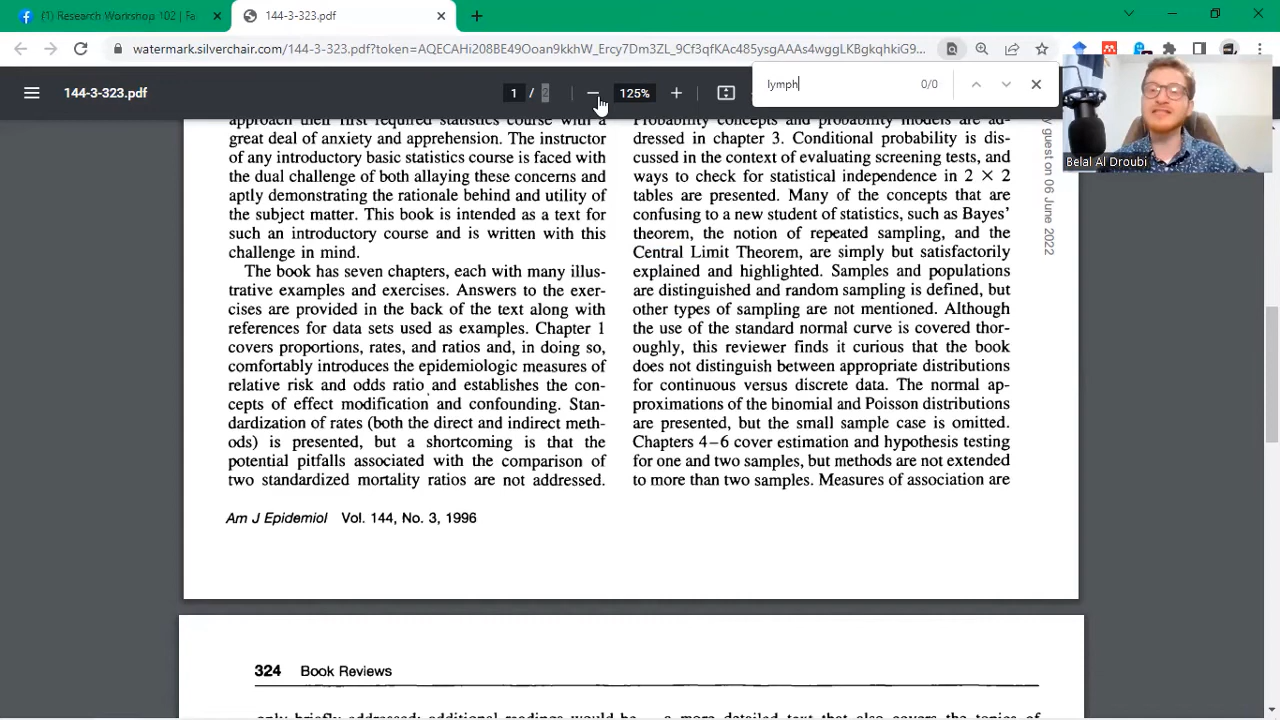 (1) Research Workshop 102 | Fa
144-3-323.pdf
watermark.silverchair.com/144-3-323.pdf?token=AQECAHi208BE49Ooan9kkhW_Ercy7Dm3ZL_9Cf3qfKAc485ysgAAAs4wggLKBgkqhkiG9...
144-3-323.pdf
1 / 2
125%
lymph
0/0
Belal Al Droubi
approach their first required statistics course with a
great deal of anxiety and apprehension. The instructor
of any introductory basic statistics course is faced with
the dual challenge of both allaying these concerns and
aptly demonstrating the rationale behind and utility of
the subject matter. This book is intended as a text for
such an introductory course and is written with this
challenge in mind.
The book has seven chapters, each with many illus-
trative examples and exercises. Answers to the exer-
cises are provided in the back of the text along with
references for data sets used as examples. Chapter 1
covers proportions, rates, and ratios and, in doing so,
comfortably introduces the epidemiologic measures of
relative risk and odds ratio and establishes the con-
cepts of effect modification and confounding. Stan-
dardization of rates (both the direct and indirect meth-
ods) is presented, but a shortcoming is that the
potential pitfalls associated with the comparison of
two standardized mortality ratios are not addressed.
Probability concepts and probability models are ad-
dressed in chapter 3. Conditional probability is dis-
cussed in the context of evaluating screening tests, and
ways to check for statistical independence in 2 × 2
tables are presented. Many of the concepts that are
confusing to a new student of statistics, such as Bayes'
theorem, the notion of repeated sampling, and the
Central Limit Theorem, are simply but satisfactorily
explained and highlighted. Samples and populations
are distinguished and random sampling is defined, but
other types of sampling are not mentioned. Although
the use of the standard normal curve is covered thor-
oughly, this reviewer finds it curious that the book
does not distinguish between appropriate distributions
for continuous versus discrete data. The normal ap-
proximations of the binomial and Poisson distributions
are presented, but the small sample case is omitted.
Chapters 4–6 cover estimation and hypothesis testing
for one and two samples, but methods are not extended
to more than two samples. Measures of association are
y guest on 06 June 2022
Am J Epidemiol Vol. 144, No. 3, 1996
324 Book Reviews
only briefly addressed; additional readings would be
a more detailed text that also covers the topics of